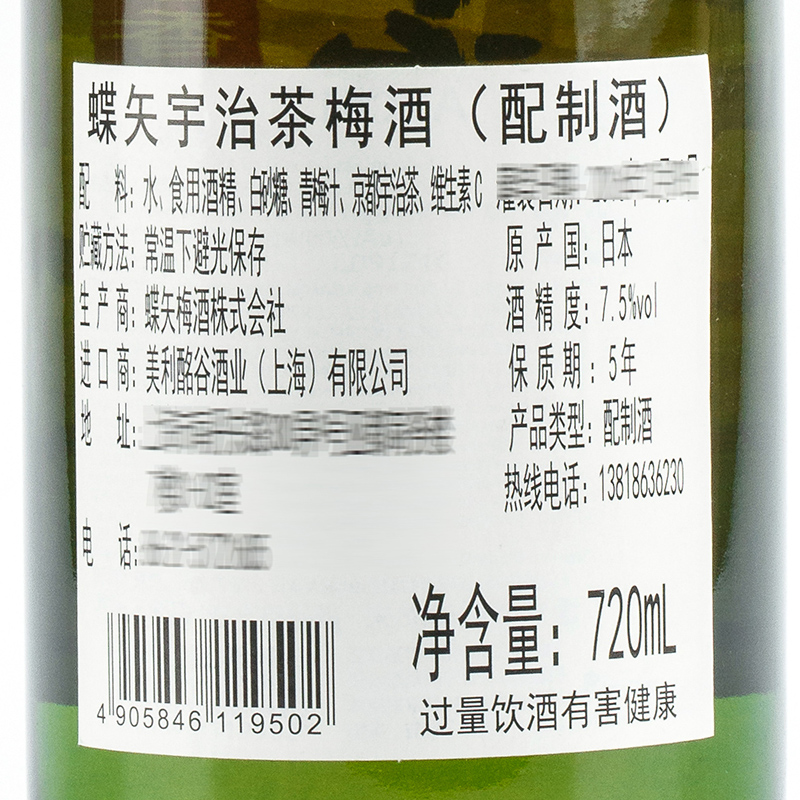 蝶矢宇治茶梅酒（配制酒）
配 料：水、食用酒精、白砂糖、青梅汁、京都宇治茶、维生素C
贮藏方法：常温下避光保存
原产国：日本
生产商：蝶矢梅酒株式会社
酒精度：7.5%vol
进口商：美利酩谷酒业（上海）有限公司
保质期：5年
地 址：
产品类型：配制酒
热线电话：13818636230
电 话：
净含量：720mL
4 905846 119502
过量饮酒有害健康